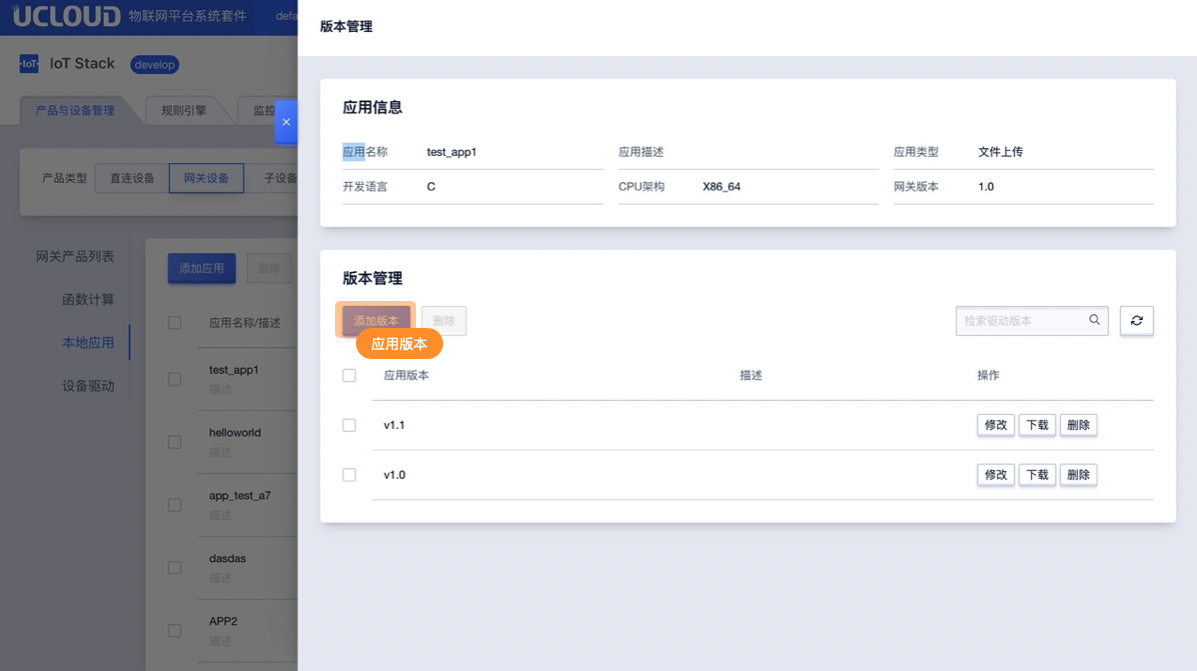 UCLOUD 物联网平台系统套件 defa
IoT IoT Stack develop
产品与设备管理 规则引擎 监控
产品类型 直连设备 网关设备 子设备
网关产品列表
函数计算
本地应用
设备驱动
添加应用 删除
应用名称/描述
test_app1
描述
helloworld
描述
app_test_a7
描述
dasdas
描述
APP2
描述
版本管理
应用信息
应用名称 test_app1 应用描述 应用类型 文件上传
开发语言 C CPU架构 X86_64 网关版本 1.0
版本管理
添加版本 删除 检索驱动版本
应用版本
应用版本 描述 操作
v1.1 修改 下载 删除
v1.0 修改 下载 删除